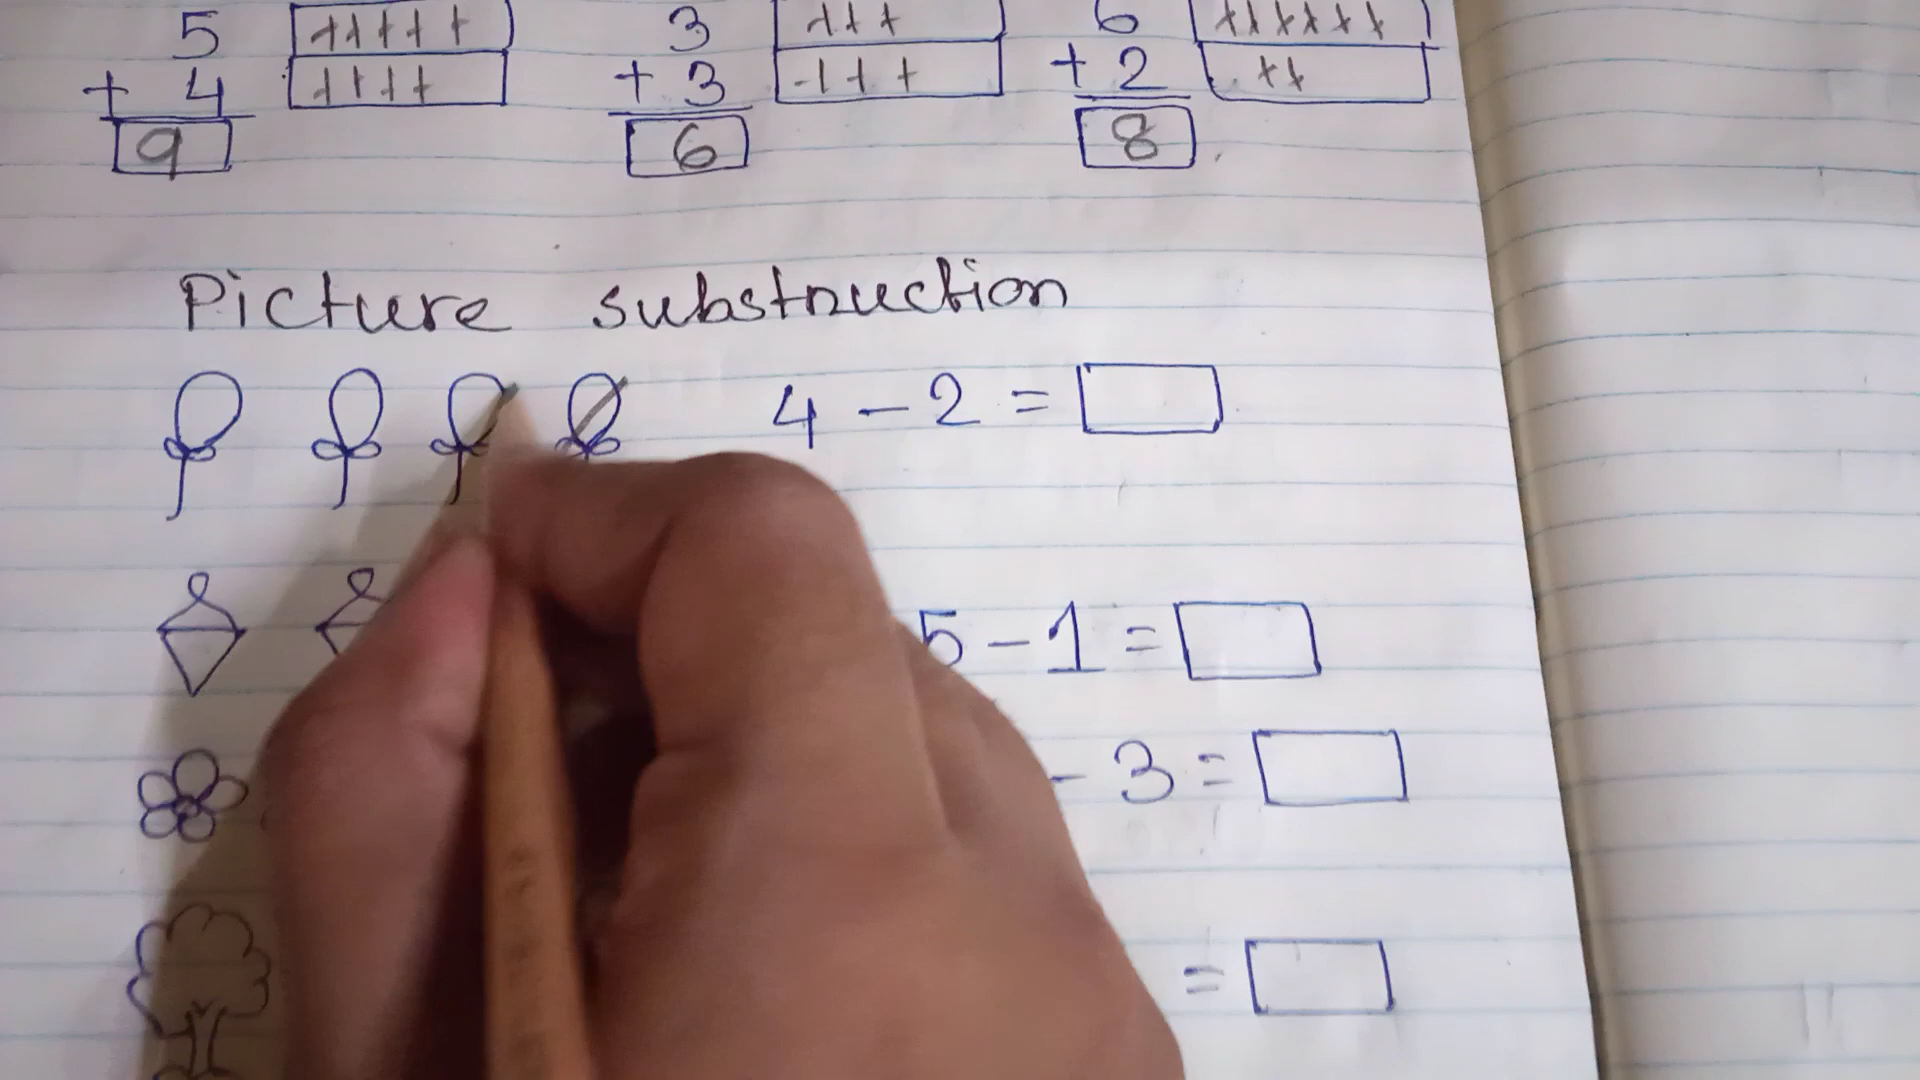 5 +++++ 3 +++ 6 ++++++
+ 4 ++++ + 3 +++ + 2 ++
9 6 8
Picture substruction
4 - 2 =
5 - 1 =
- 3 =
=